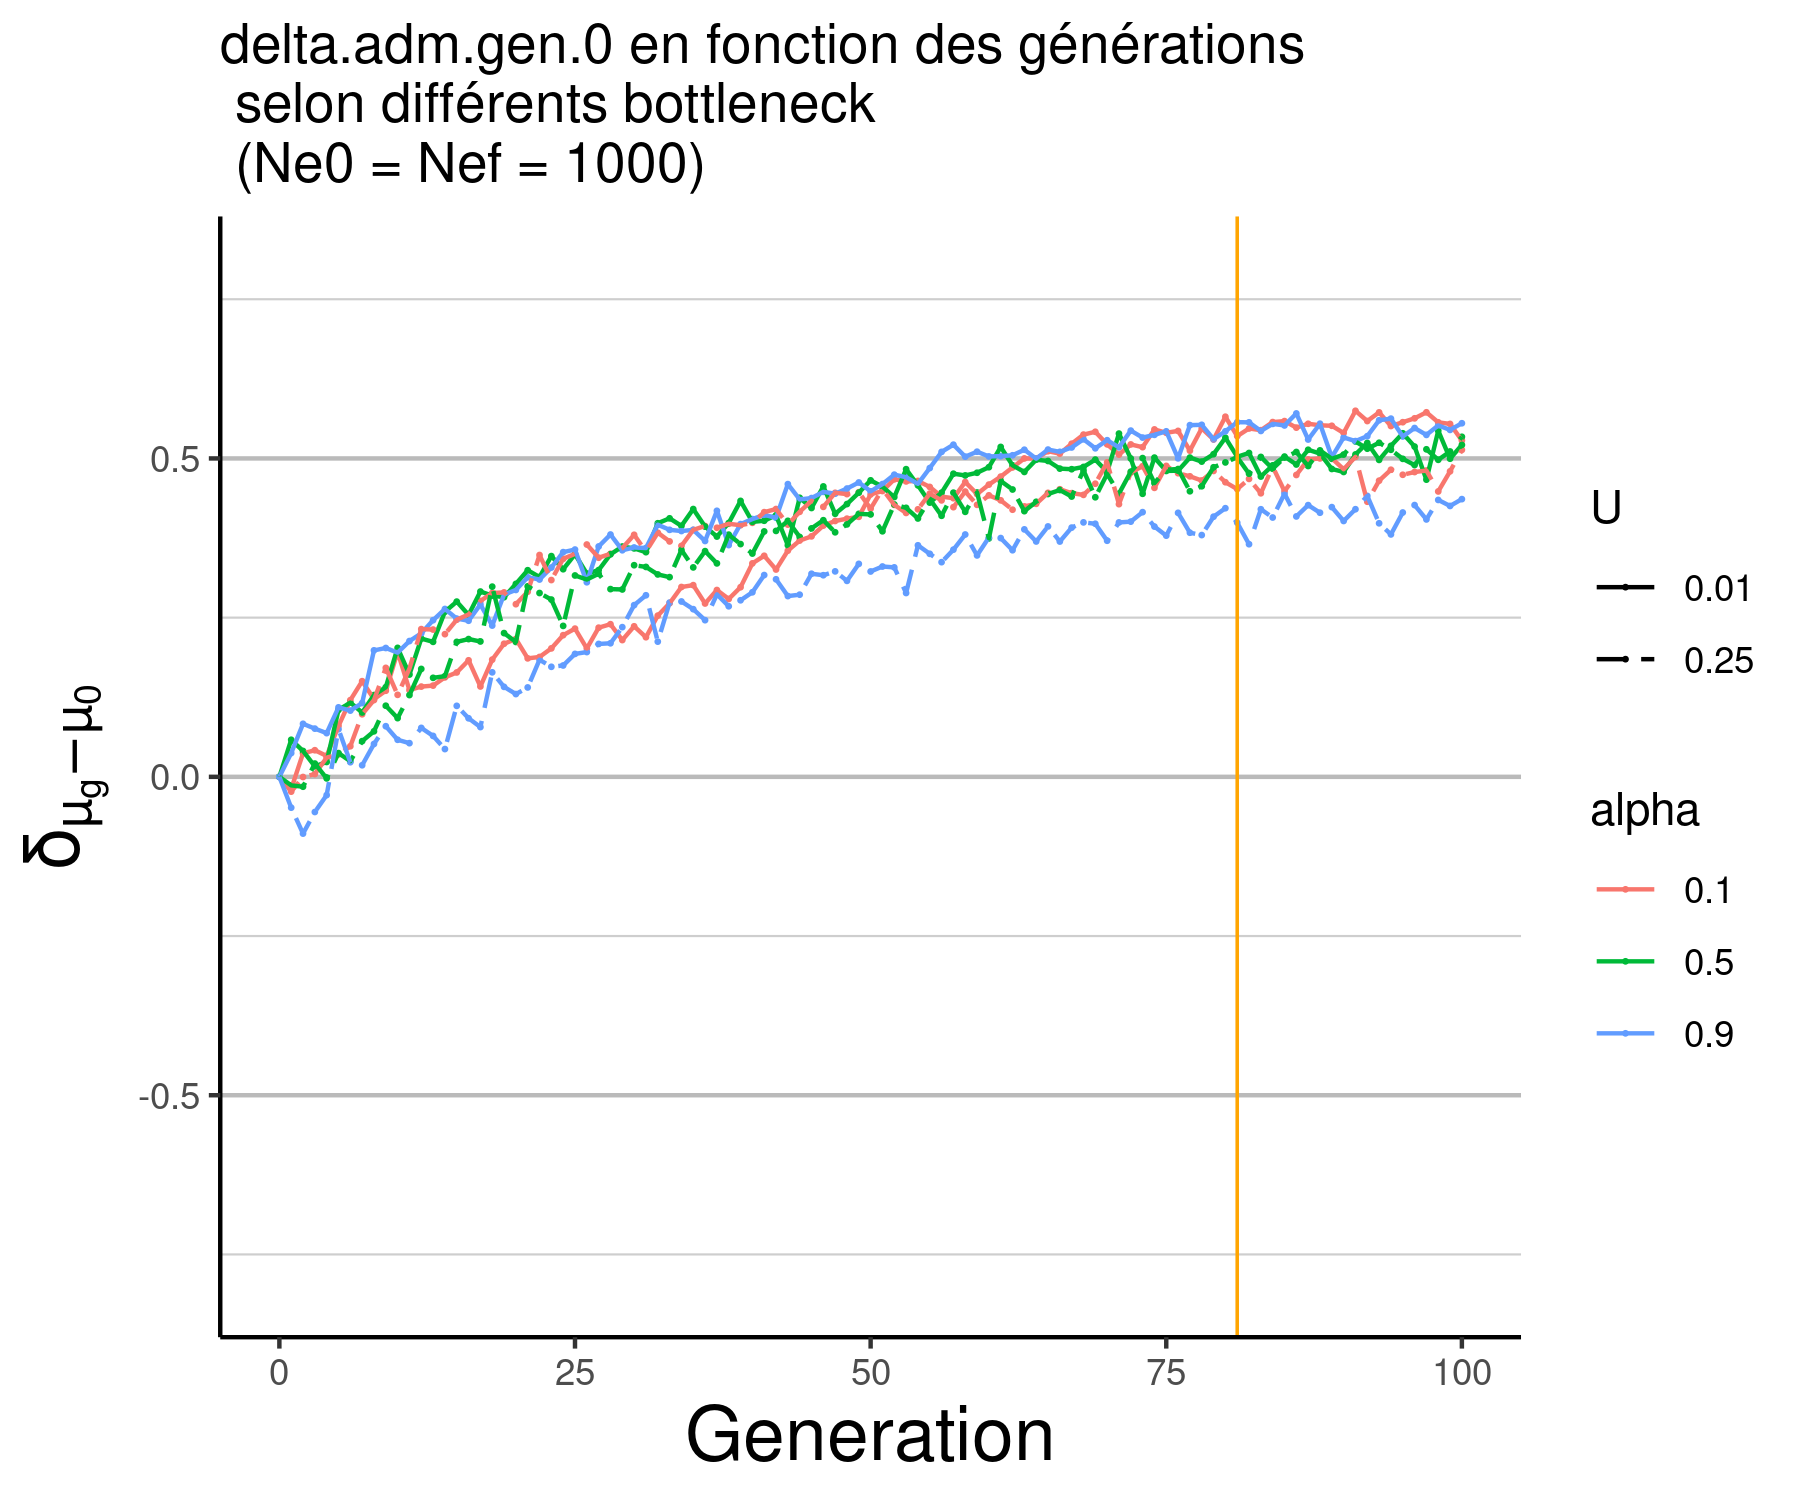 delta.adm.gen.0 en fonction des générations
selon différents bottleneck
(Ne0 = Nef = 1000)
δμg−μ0
0.5
0.0
-0.5
0 25 50 75 100
Generation
U
0.01
0.25
alpha
0.1
0.5
0.9